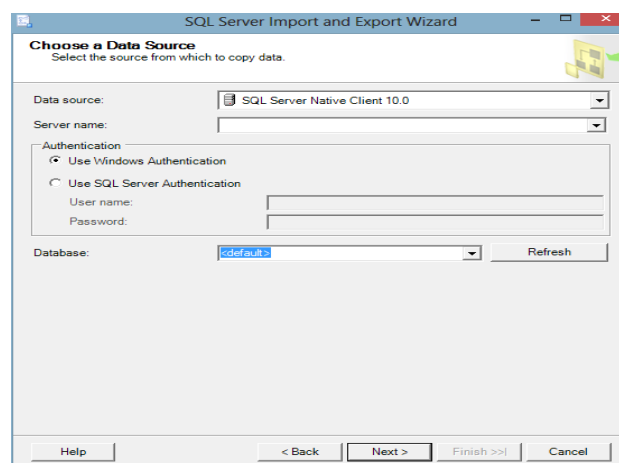 SQL Server Import and Export Wizard
Choose a Data Source
Select the source from which to copy data.
Data source:
SQL Server Native Client 10.0
Server name:
Authentication
Use Windows Authentication
Use SQL Server Authentication
User name:
Password:
Database:
<default>
Refresh
Help
< Back
Next >
Finish >>|
Cancel